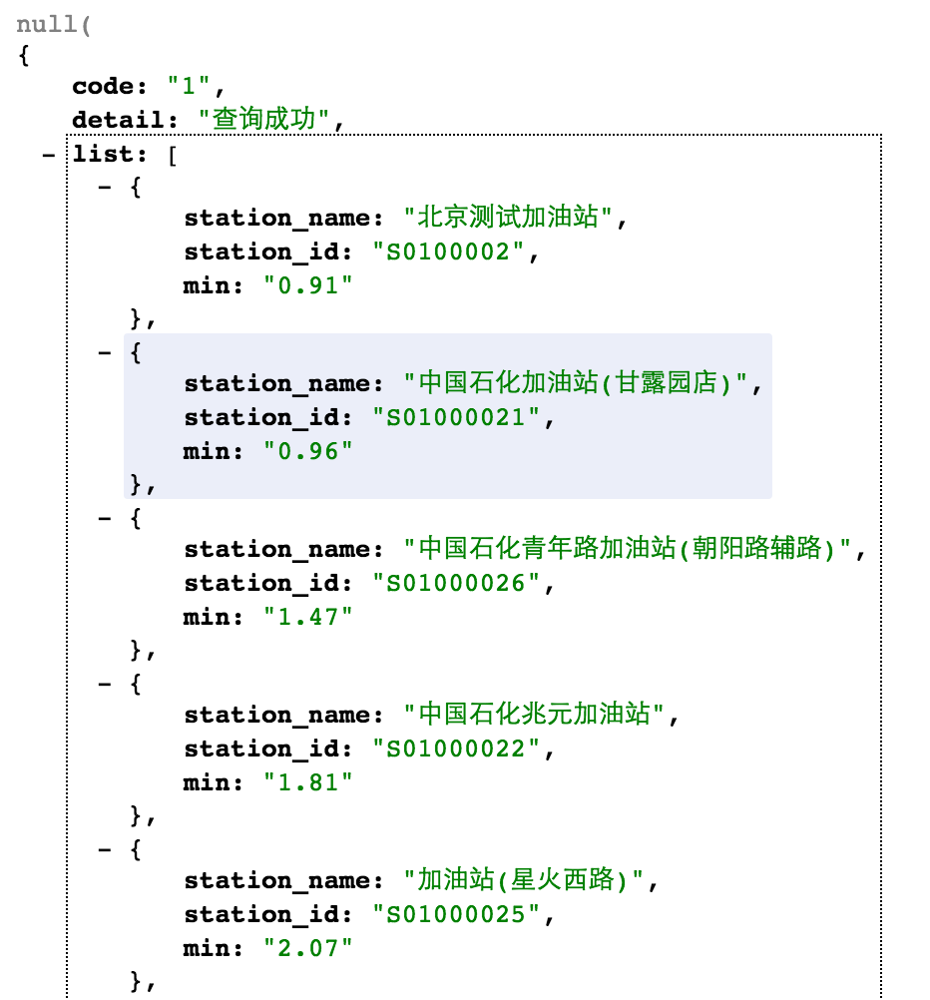 null(
{
code: "1",
detail: "查询成功",
- list: [
- {
station_name: "北京测试加油站",
station_id: "S0100002",
min: "0.91"
},
- {
station_name: "中国石化加油站(甘露园店)",
station_id: "S01000021",
min: "0.96"
},
- {
station_name: "中国石化青年路加油站(朝阳路辅路)",
station_id: "S01000026",
min: "1.47"
},
- {
station_name: "中国石化兆元加油站",
station_id: "S01000022",
min: "1.81"
},
- {
station_name: "加油站(星火西路)",
station_id: "S01000025",
min: "2.07"
},